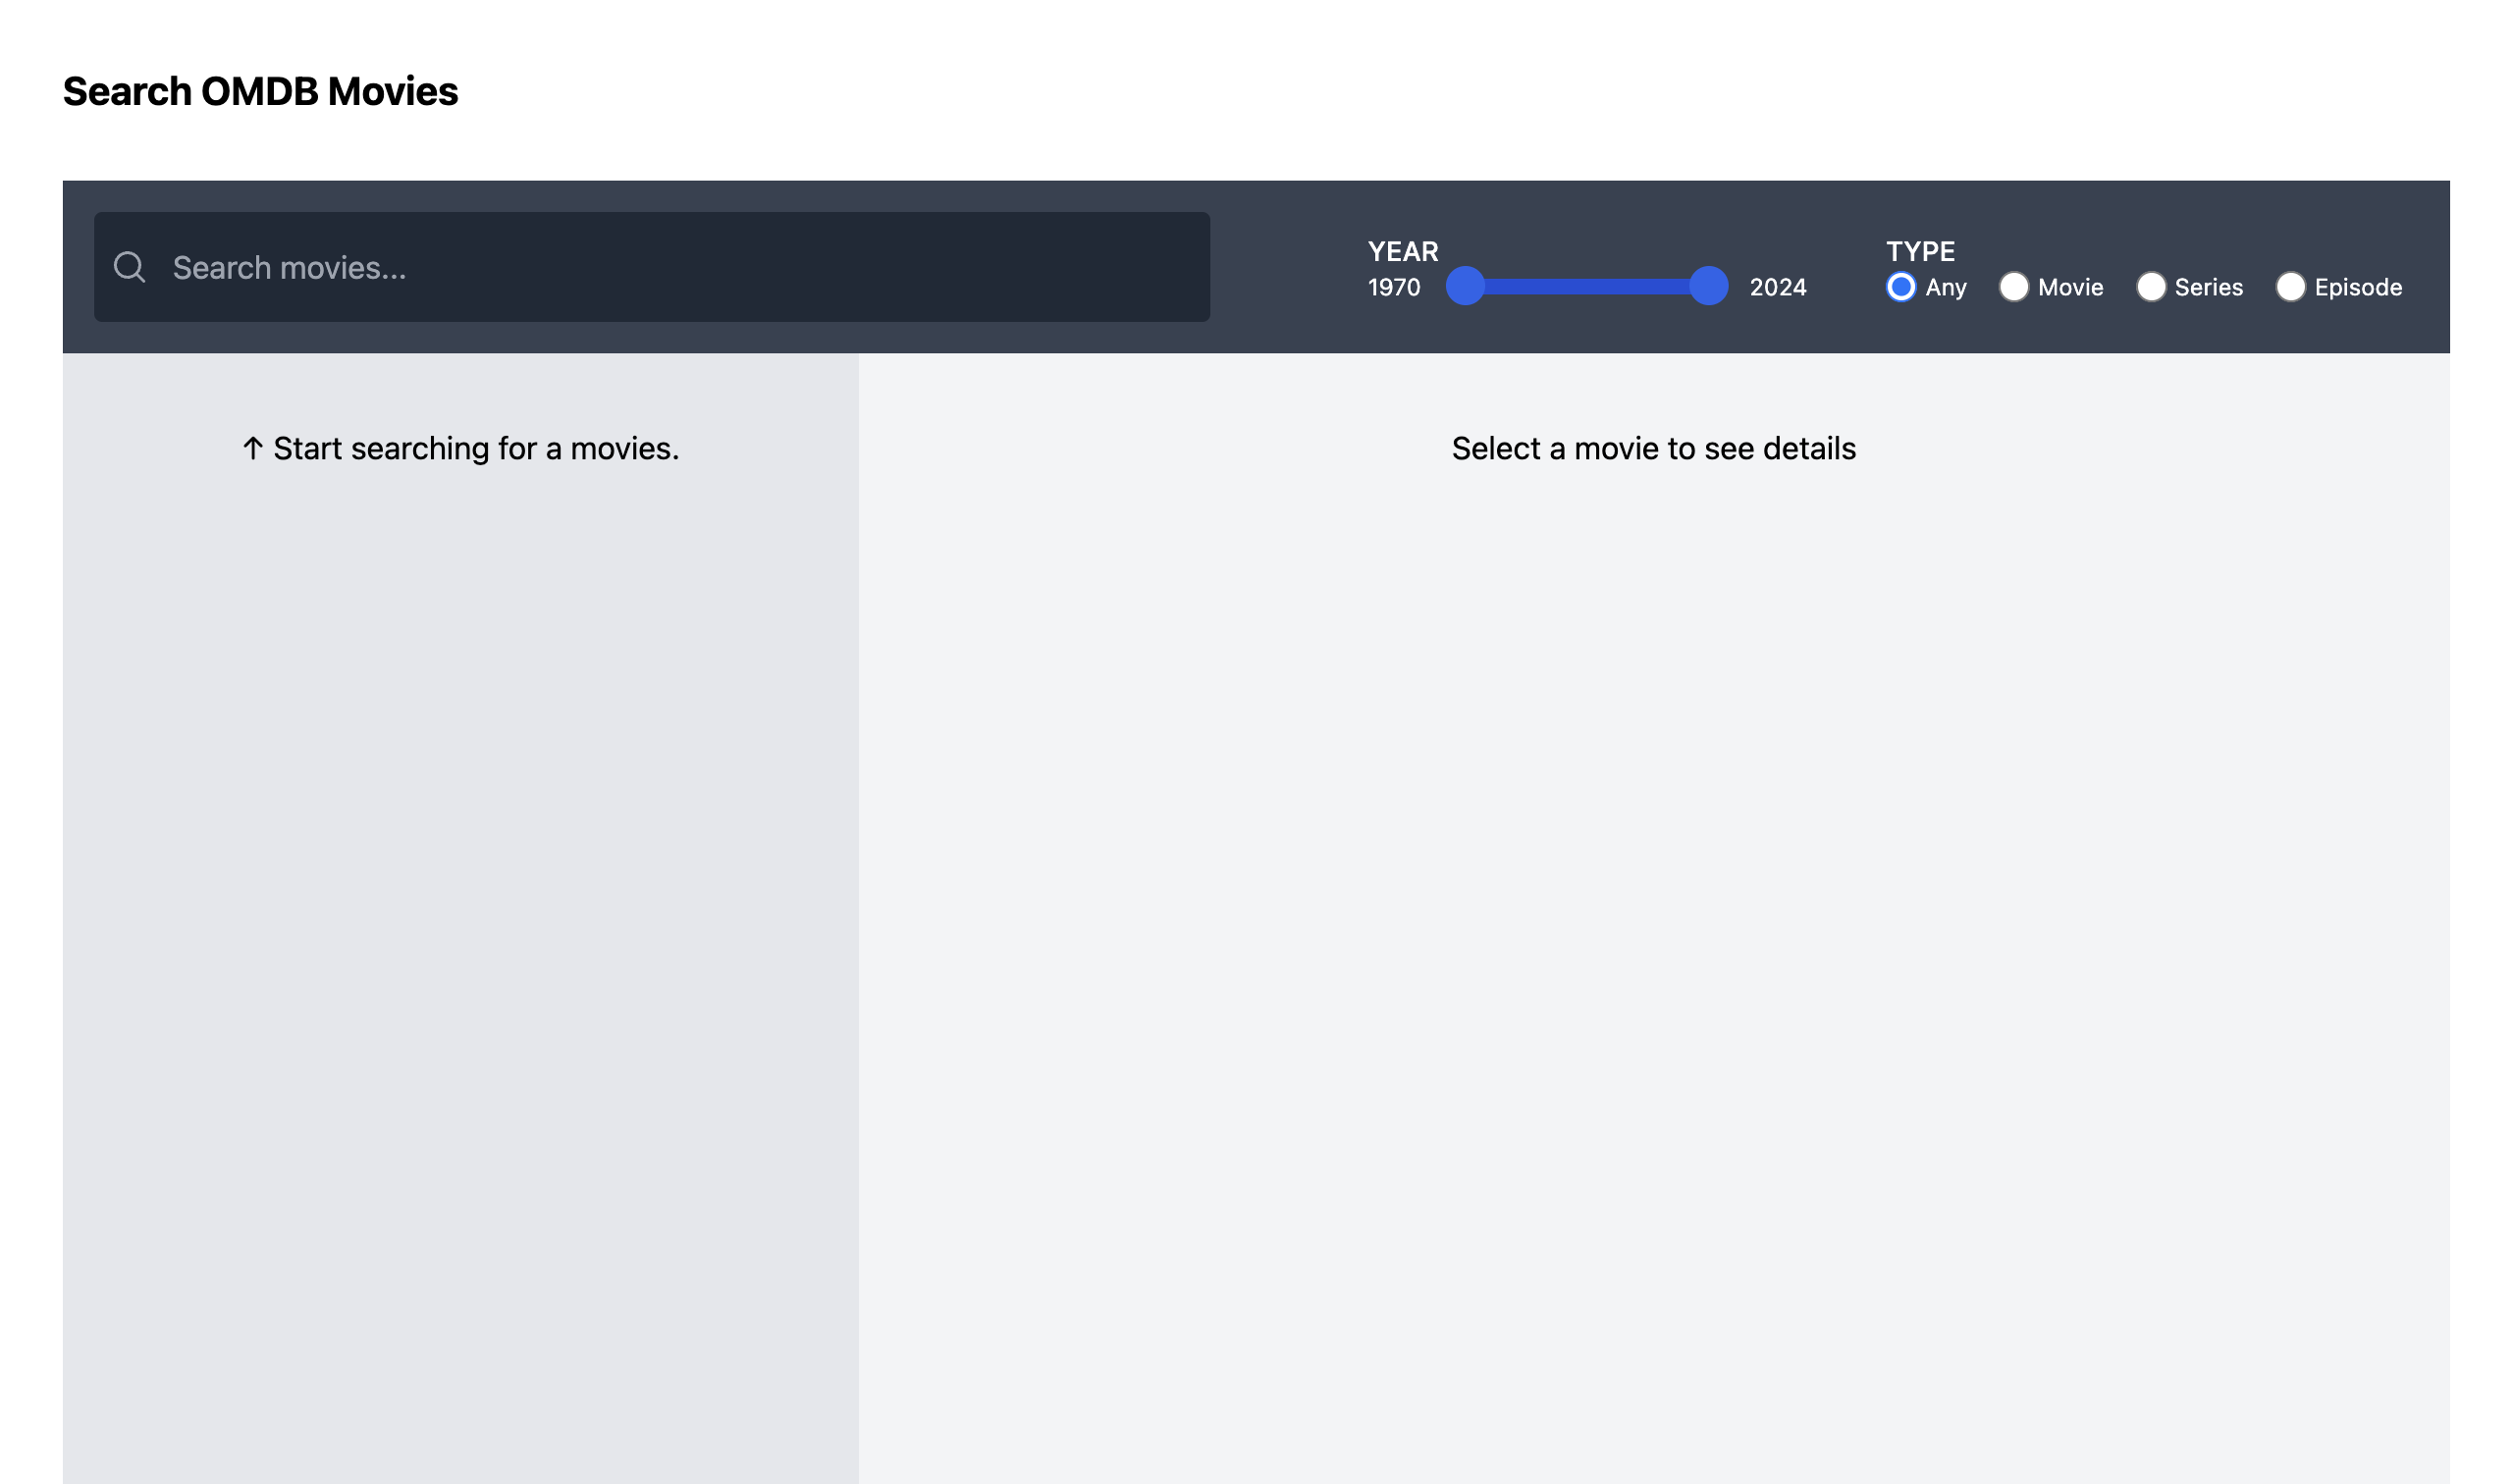 Search OMDB Movies
Search movies...
YEAR
1970 2024
TYPE
Any Movie Series Episode
↑ Start searching for a movies.
Select a movie to see details